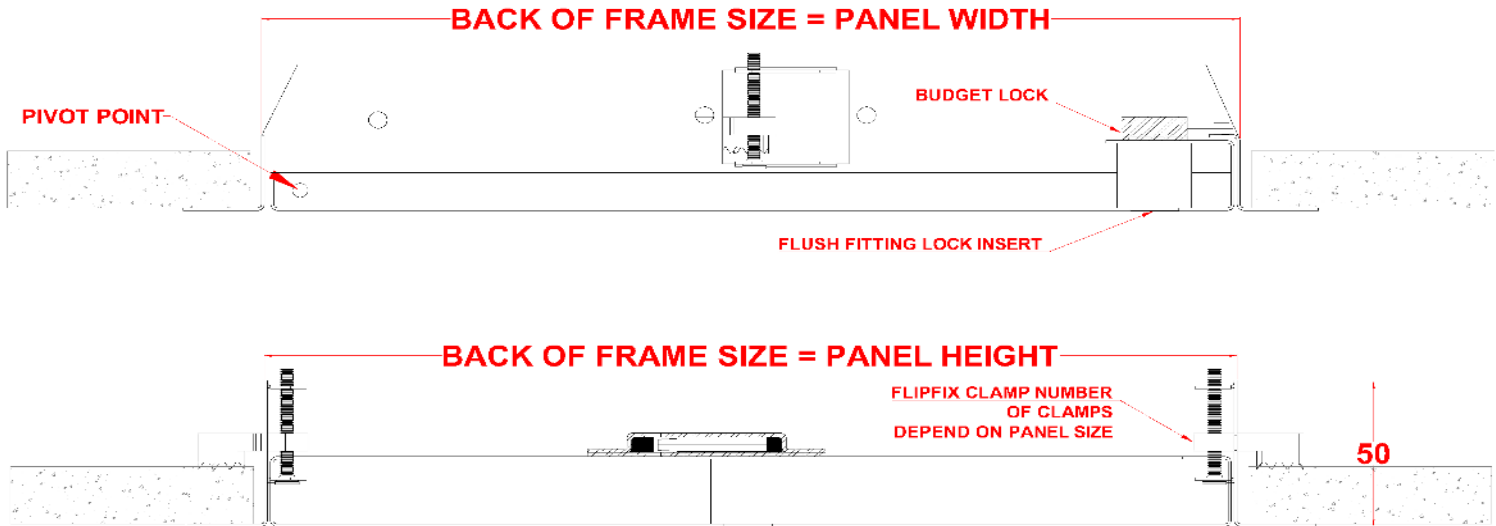 BACK OF FRAME SIZE = PANEL WIDTH
BUDGET LOCK
PIVOT POINT
FLUSH FITTING LOCK INSERT
BACK OF FRAME SIZE = PANEL HEIGHT
FLIPFIX CLAMP NUMBER
OF CLAMPS
DEPEND ON PANEL SIZE
50